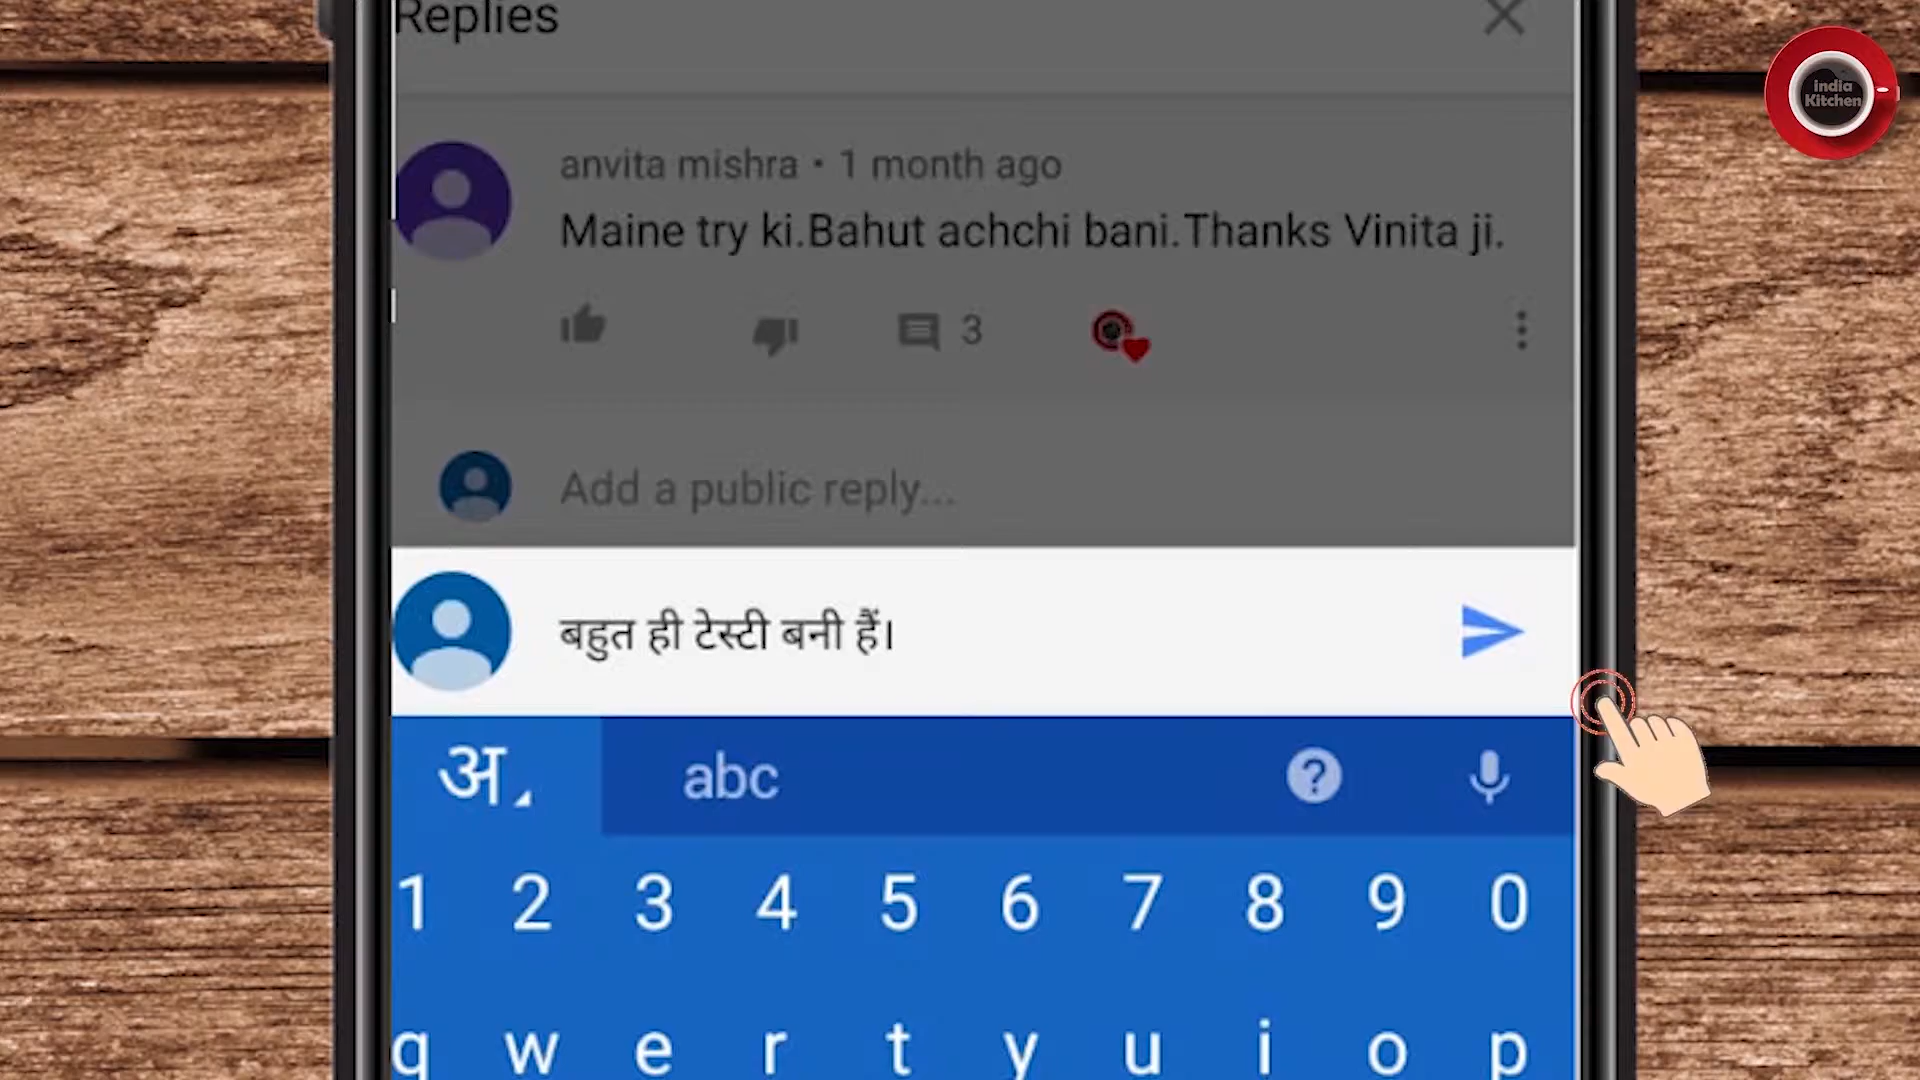 Replies
India
Kitchen
anvita mishra • 1 month ago
Maine try ki.Bahut achchi bani.Thanks Vinita ji.
3
Add a public reply...
बहुत ही टेस्टी बनी हैं।
अ
abc
?
1 2 3 4 5 6 7 8 9 0
q w e r t y u i o p